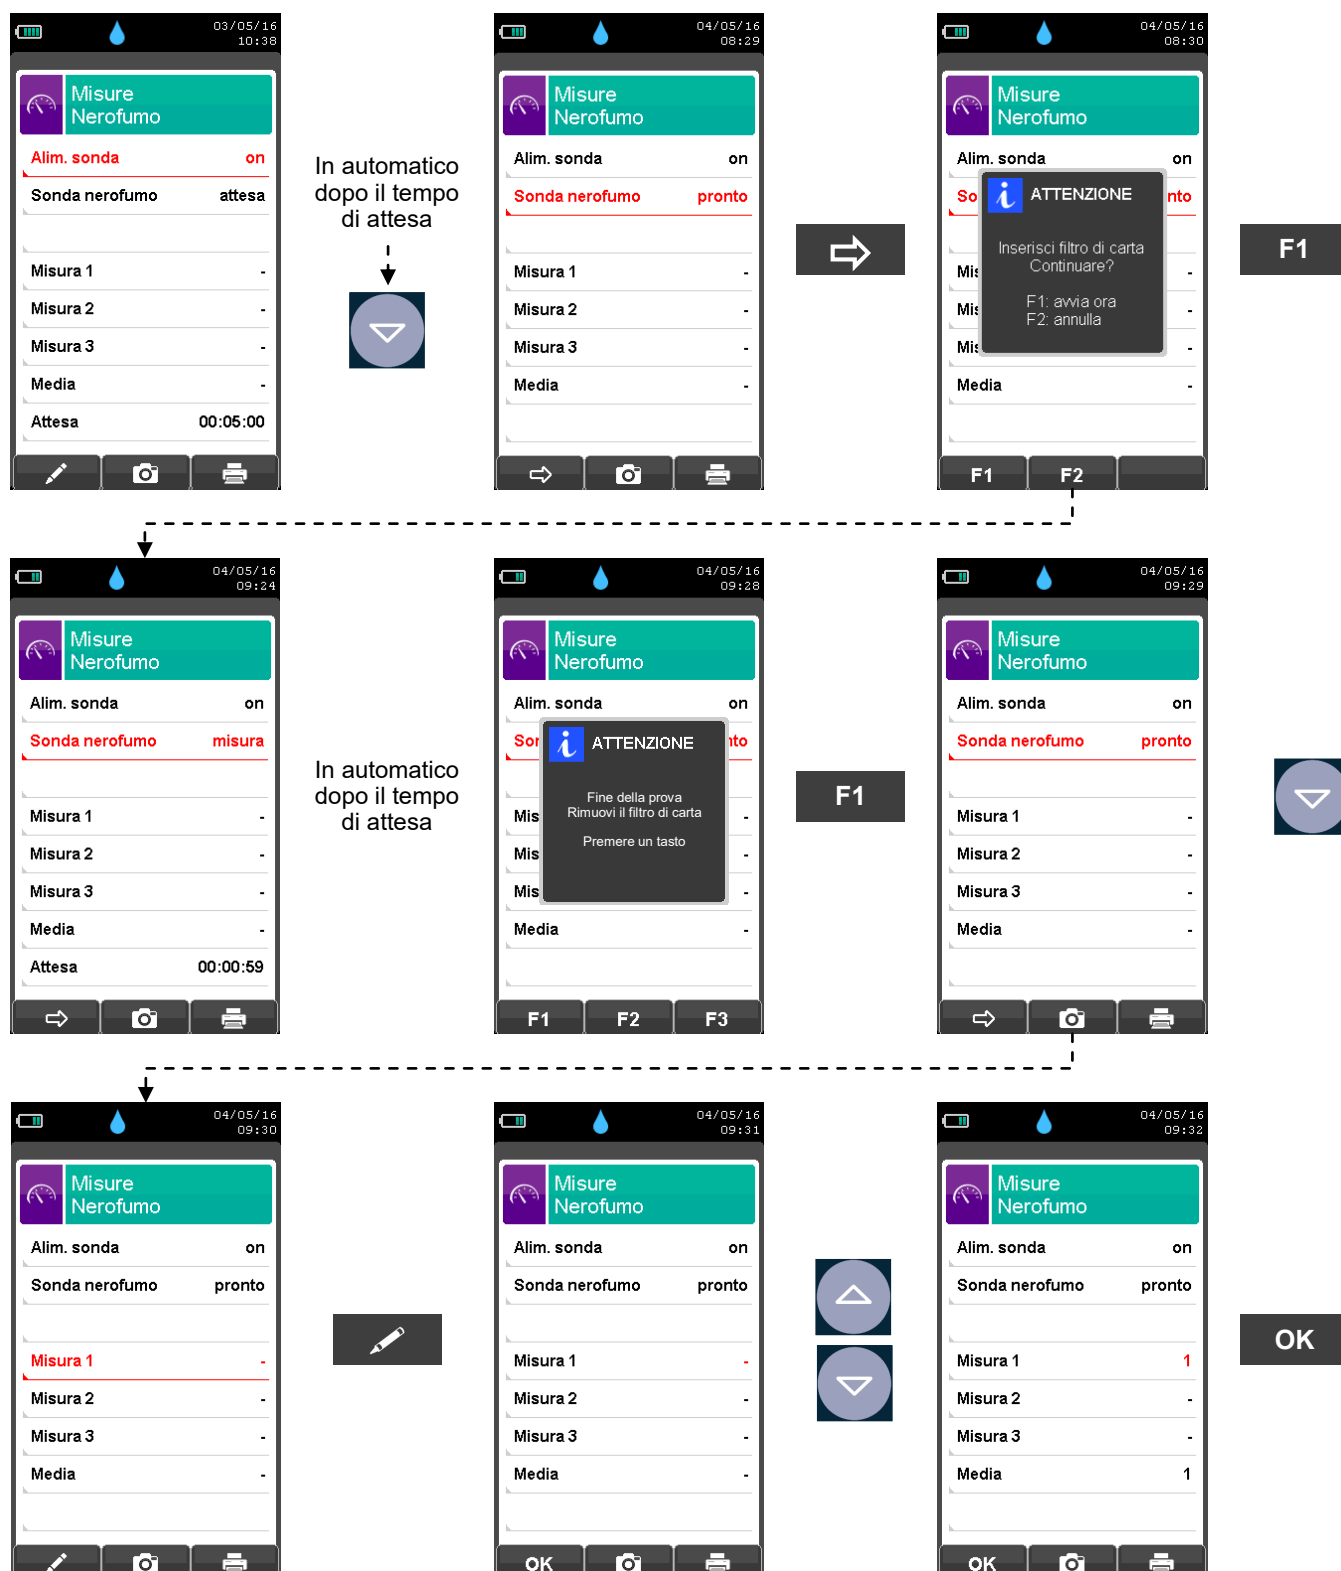 03/05/16
10:38
Misure
Nerofumo
Alim. sonda on
Sonda nerofumo attesa
Misura 1 -
Misura 2 -
Misura 3 -
Media -
Attesa 00:05:00
In automatico
dopo il tempo
di attesa
04/05/16
08:29
Misure
Nerofumo
Alim. sonda on
Sonda nerofumo pronto
Misura 1 -
Misura 2 -
Misura 3 -
Media -
04/05/16
08:30
Misure
Nerofumo
Alim. sonda on
So nto
ATTENZIONE
Inserisci filtro di carta
Continuare?
F1: avvia ora
F2: annulla
Mis -
Mis -
Mis -
Media -
F1 F2
F1
04/05/16
09:24
Misure
Nerofumo
Alim. sonda on
Sonda nerofumo misura
Misura 1 -
Misura 2 -
Misura 3 -
Media -
Attesa 00:00:59
In automatico
dopo il tempo
di attesa
04/05/16
09:28
Misure
Nerofumo
Alim. sonda on
Son nto
ATTENZIONE
Fine della prova
Rimuovi il filtro di carta
Premere un tasto
Mis -
Mis -
Mis -
Media -
F1 F2 F3
F1
04/05/16
09:29
Misure
Nerofumo
Alim. sonda on
Sonda nerofumo pronto
Misura 1 -
Misura 2 -
Misura 3 -
Media -
04/05/16
09:30
Misure
Nerofumo
Alim. sonda on
Sonda nerofumo pronto
Misura 1 -
Misura 2 -
Misura 3 -
Media -
04/05/16
09:31
Misure
Nerofumo
Alim. sonda on
Sonda nerofumo pronto
Misura 1 -
Misura 2 -
Misura 3 -
Media -
OK
04/05/16
09:32
Misure
Nerofumo
Alim. sonda on
Sonda nerofumo pronto
Misura 1 1
Misura 2 -
Misura 3 -
Media 1
OK
OK